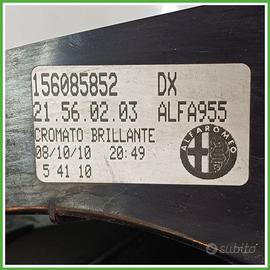 156085852 DX
21.56.02.03 ALFA955
CROMATO BRILLANTE
08/10/10 20:49
5 41 10
ALFA ROMEO
subito